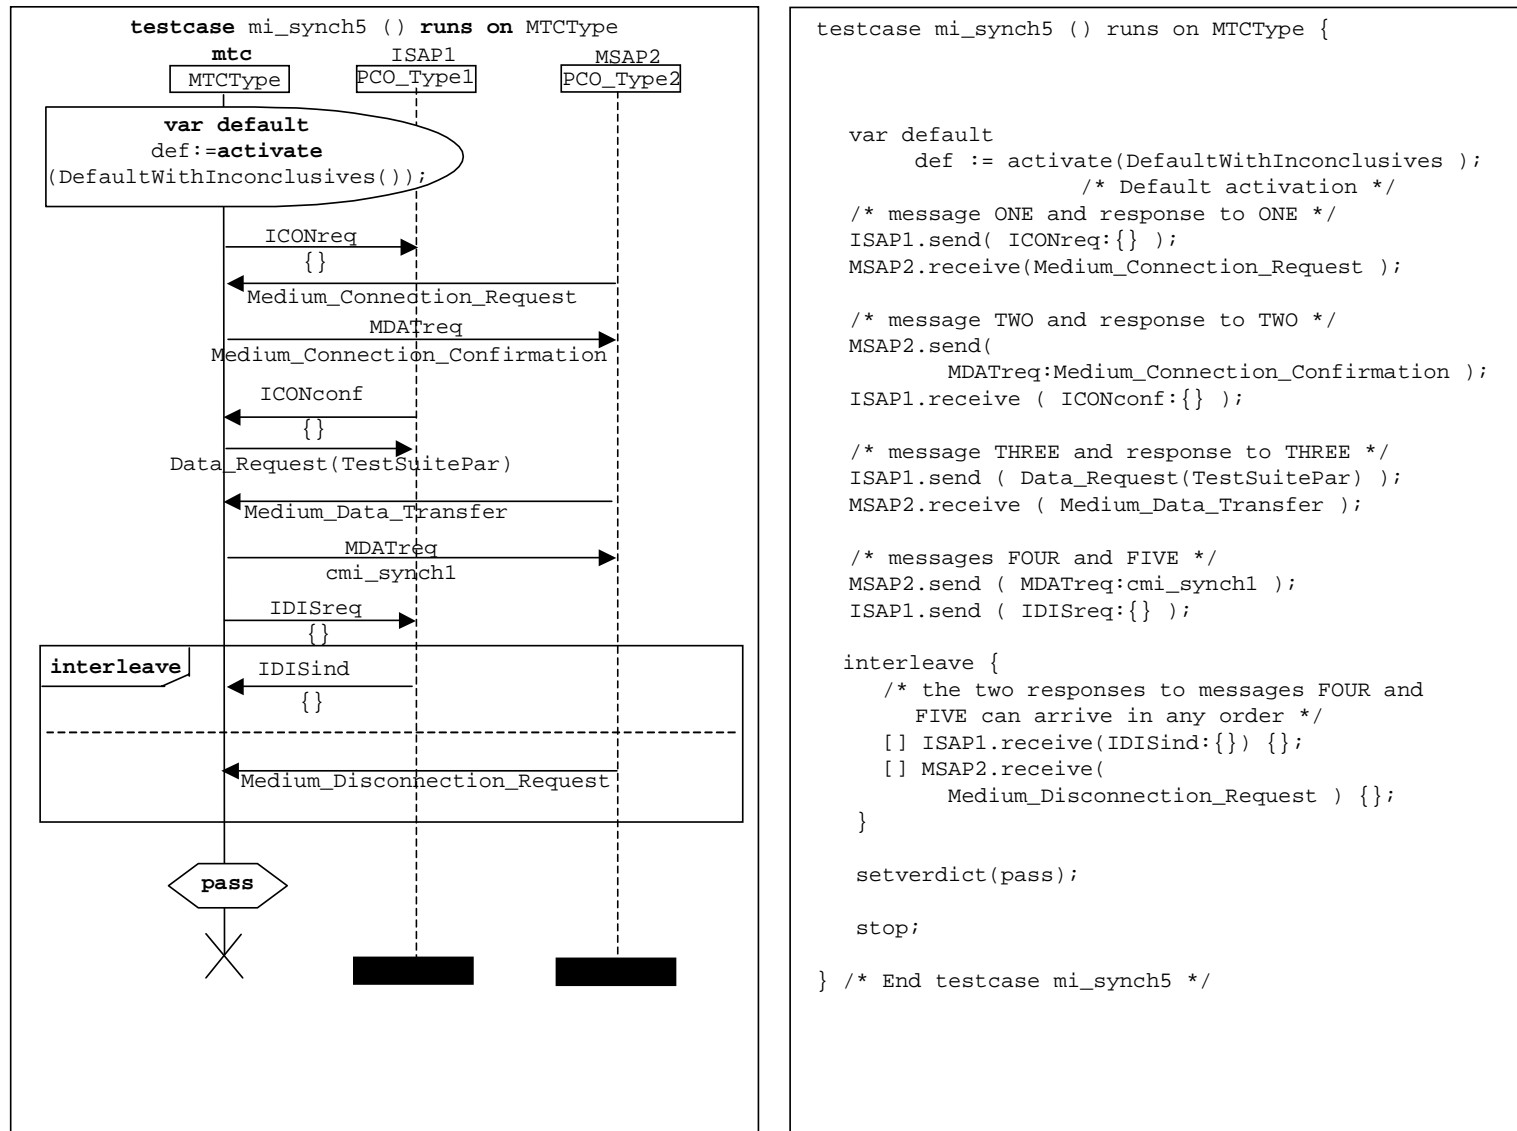 testcase mi_synch5 () runs on MTCType
mtc
ISAP1
MSAP2
MTCType
PCO_Type1
PCO_Type2
var default
def:=activate
(DefaultWithInconclusives());
ICONreq
{}
Medium_Connection_Request
MDATreq
Medium_Connection_Confirmation
ICONconf
{}
Data_Request(TestSuitePar)
Medium_Data_Transfer
MDATreq
cmi_synch1
IDISreq
{}
interleave
IDISind
{}
Medium_Disconnection_Request
pass
testcase mi_synch5 () runs on MTCType {
var default
def := activate(DefaultWithInconclusives );
/* Default activation */
/* message ONE and response to ONE */
ISAP1.send( ICONreq:{} );
MSAP2.receive(Medium_Connection_Request );
/* message TWO and response to TWO */
MSAP2.send(
MDATreq:Medium_Connection_Confirmation );
ISAP1.receive ( ICONconf:{} );
/* message THREE and response to THREE */
ISAP1.send ( Data_Request(TestSuitePar) );
MSAP2.receive ( Medium_Data_Transfer );
/* messages FOUR and FIVE */
MSAP2.send ( MDATreq:cmi_synch1 );
ISAP1.send ( IDISreq:{} );
interleave {
/* the two responses to messages FOUR and
FIVE can arrive in any order */
[] ISAP1.receive(IDISind:{}) {};
[] MSAP2.receive(
Medium_Disconnection_Request ) {};
}
setverdict(pass);
stop;
} /* End testcase mi_synch5 */